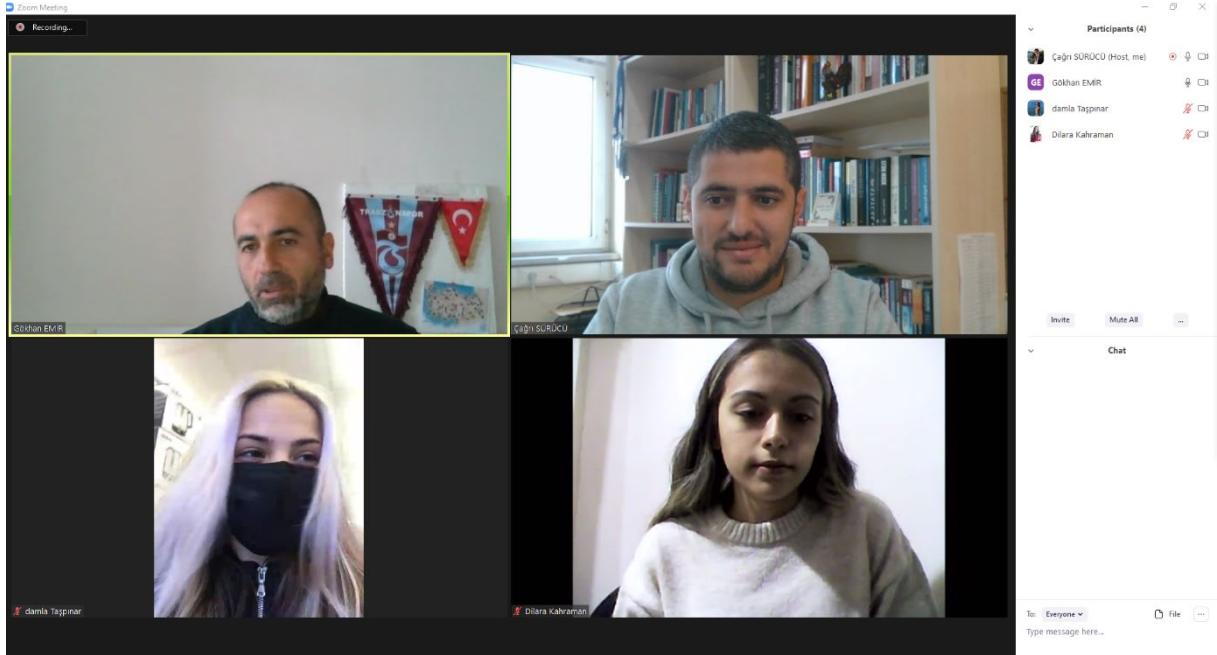 Zoom Meeting
Recording...
TRABZONSPOR
Gökhan EMİR
Çağrı SÜRÜCÜ
damla Taşpınar
Dilara Kahraman
Participants (4)
Çağrı SÜRÜCÜ (Host, me)
GE Gökhan EMİR
damla Taşpınar
Dilara Kahraman
Invite Mute All ...
Chat
To: Everyone File ...
Type message here...